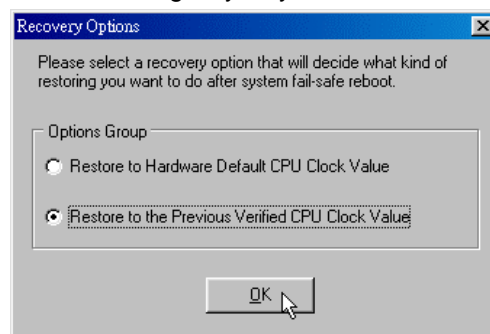 Recovery Options
Please select a recovery option that will decide what kind of
restoring you want to do after system fail-safe reboot.
Options Group
Restore to Hardware Default CPU Clock Value
Restore to the Previous Verified CPU Clock Value
OK